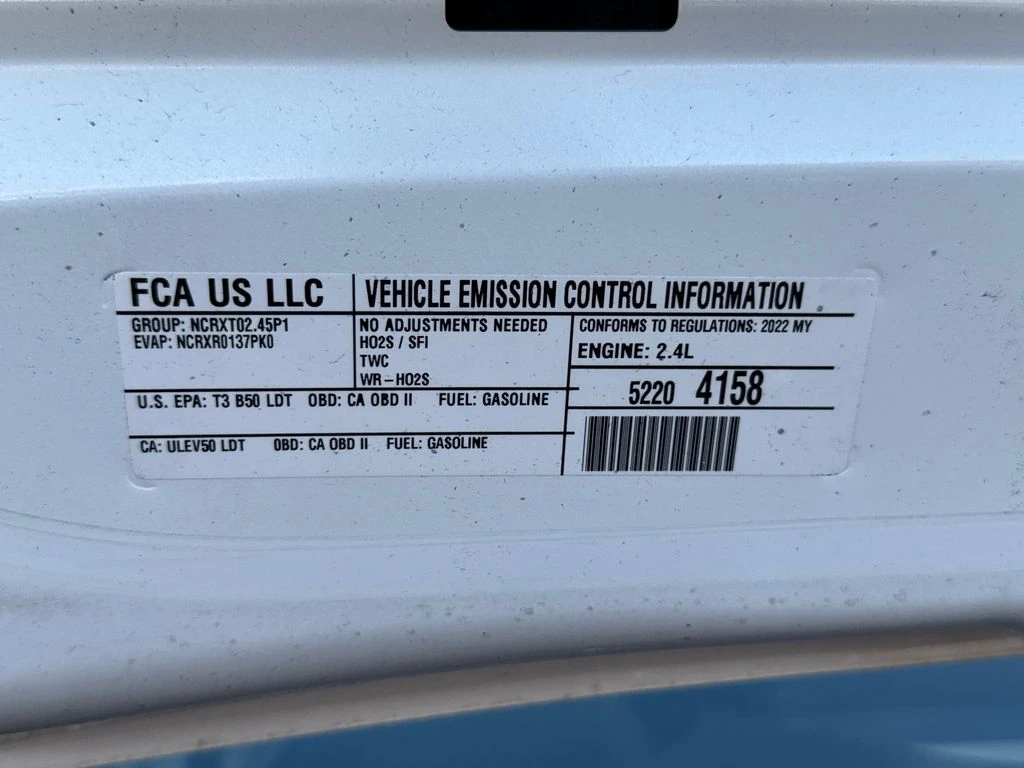 FCA US LLC
VEHICLE EMISSION CONTROL INFORMATION
GROUP: NCRXT02.45P1
EVAP: NCRXR0137PK0
NO ADJUSTMENTS NEEDED
HO2S / SFI
TWC
WR-HO2S
CONFORMS TO REGULATIONS: 2022 MY
ENGINE: 2.4L
5220 4158
U.S. EPA: T3 B50 LDT OBD: CA OBD II FUEL: GASOLINE
CA: ULEV50 LDT OBD: CA OBD II FUEL: GASOLINE